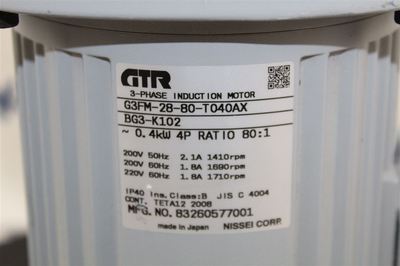 GTR
3-PHASE INDUCTION MOTOR
G3FM-28-80-T040AX
BG3-K102
~ 0.4kW 4P RATIO 80:1
200V 50Hz 2.1A 1410rpm
200V 60Hz 1.8A 1690rpm
220V 60Hz 1.8A 1710rpm
IP40 Ins.Class:B JIS C 4004
CONT. TETA12 2008
MFG.NO.83260577001
made in Japan NISSEI CORP.